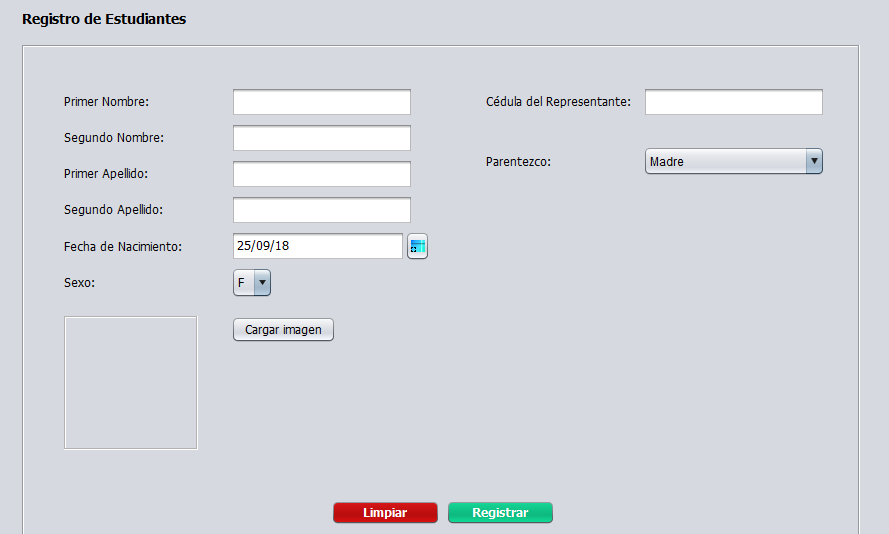 Registro de Estudiantes
Primer Nombre:
Segundo Nombre:
Primer Apellido:
Segundo Apellido:
Fecha de Nacimiento: 25/09/18
Sexo: F
Cargar imagen
Cédula del Representante:
Parentezco: Madre
Limpiar Registrar